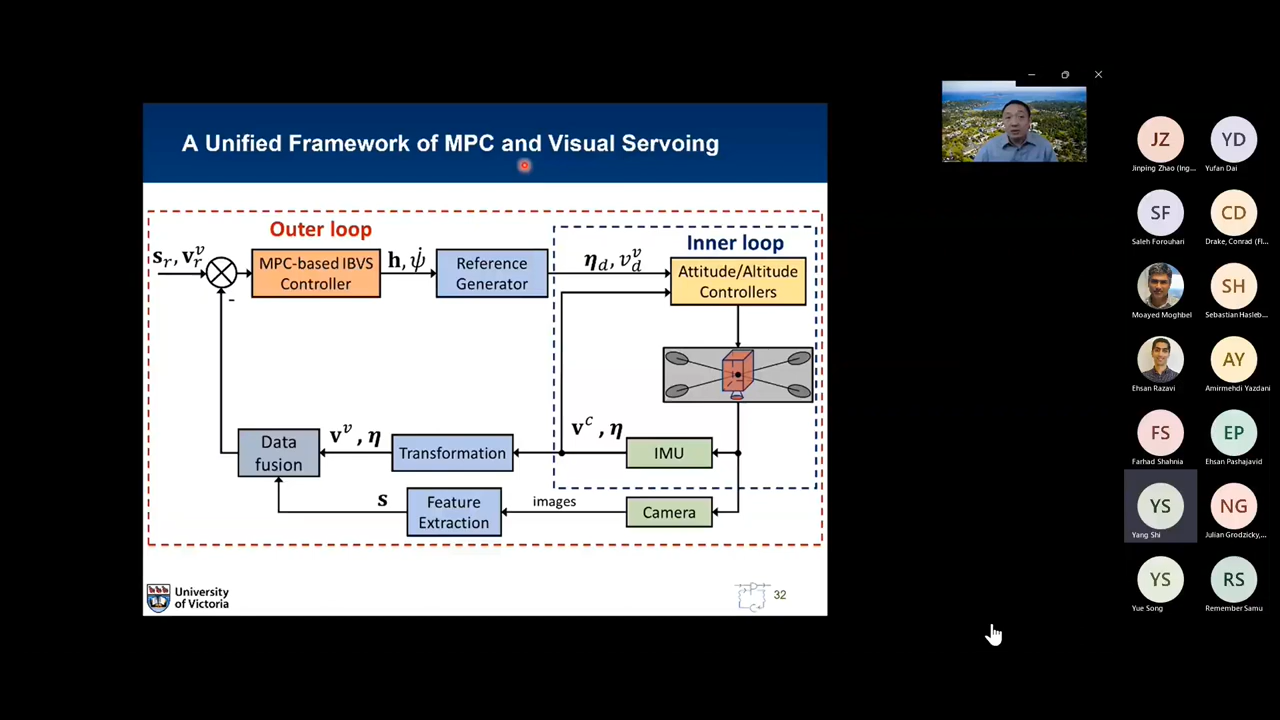 A Unified Framework of MPC and Visual Servoing
Outer loop
Inner loop
s_r, v_r^v
-
MPC-based IBVS
Controller
h, ψ̇
Reference
Generator
η_d, v_d^v
Attitude/Altitude
Controllers
Data
fusion
v^v, η
Transformation
v^c, η
IMU
s
Feature
Extraction
images
Camera
University
of Victoria
32
JZ
Jinping Zhao (Ing...
YD
Yufan Dai
SF
Saleh Forouhari
CD
Drake, Conrad (Fl...
Moayed Moghbel
SH
Sebastian Hasleb...
Ehsan Razavi
AY
Amirmehdi Yazdani
FS
Farhad Shahnia
EP
Ehsan Pashajavid
YS
Yang Shi
NG
Julian Grodzicky,...
YS
Yue Song
RS
Remember Samu